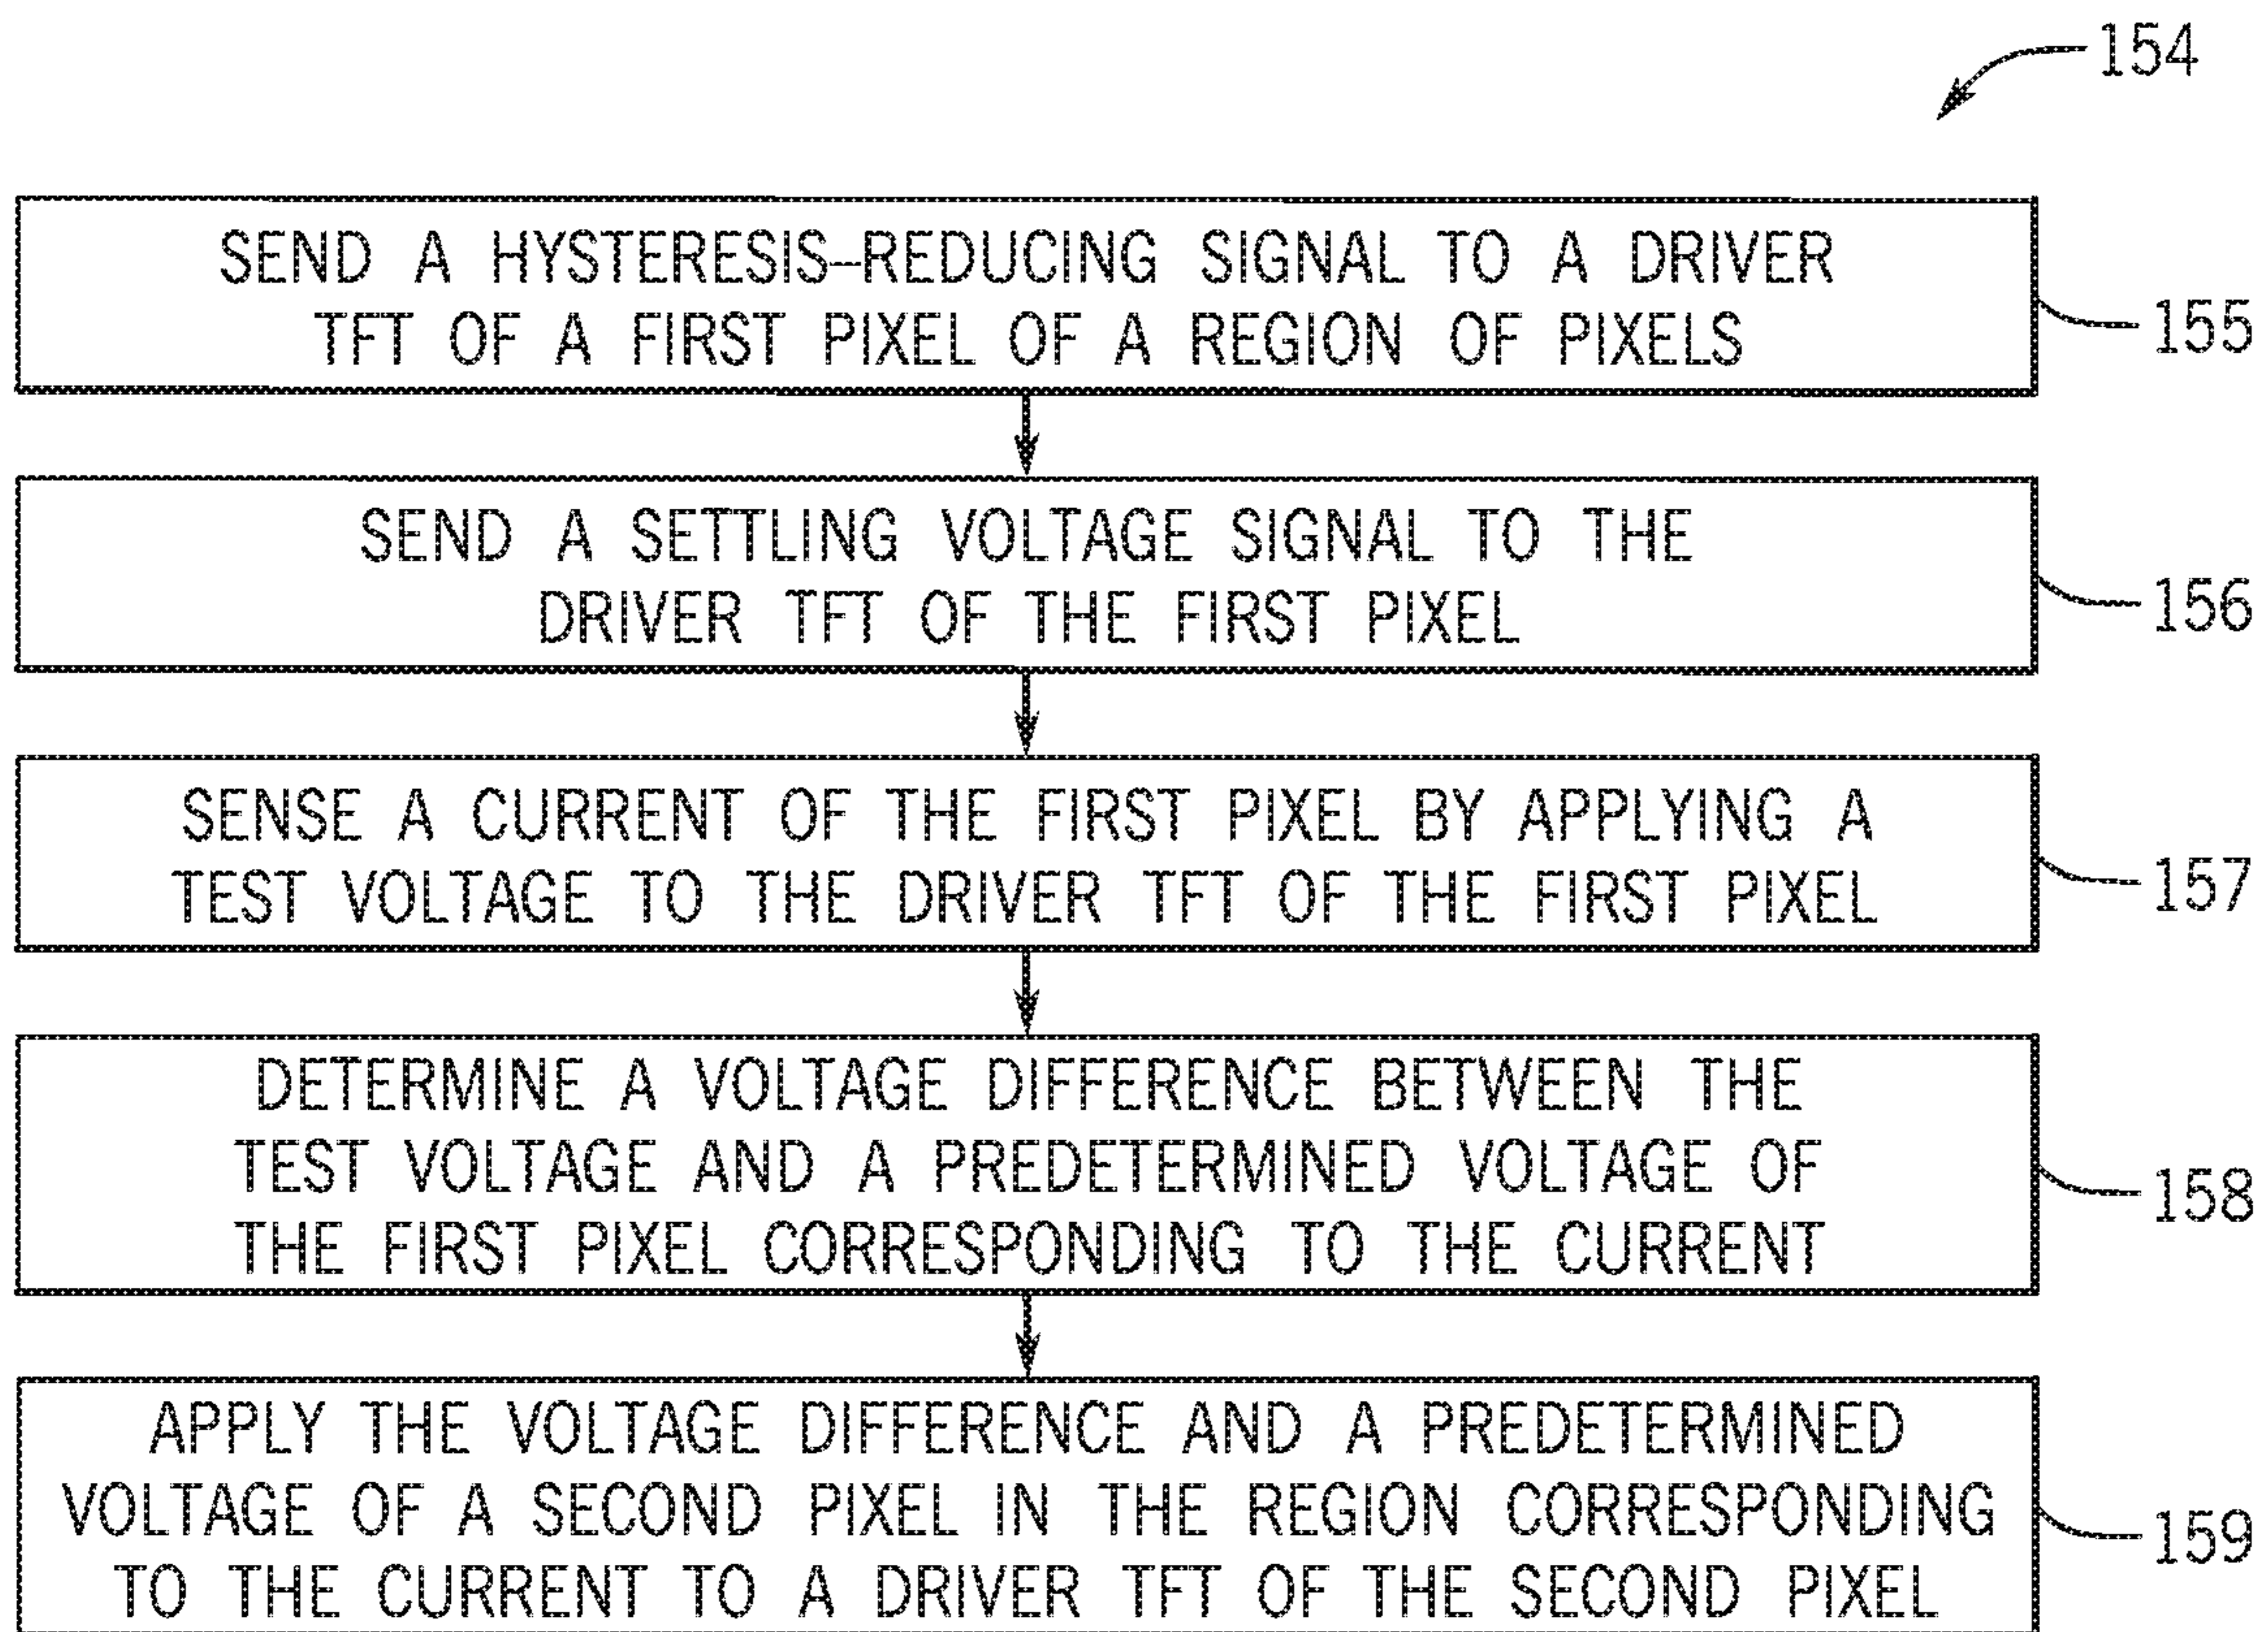 154
SEND A HYSTERESIS–REDUCING SIGNAL TO A DRIVER
TFT OF A FIRST PIXEL OF A REGION OF PIXELS
155
SEND A SETTLING VOLTAGE SIGNAL TO THE
DRIVER TFT OF THE FIRST PIXEL
156
SENSE A CURRENT OF THE FIRST PIXEL BY APPLYING A
TEST VOLTAGE TO THE DRIVER TFT OF THE FIRST PIXEL
157
DETERMINE A VOLTAGE DIFFERENCE BETWEEN THE
TEST VOLTAGE AND A PREDETERMINED VOLTAGE OF
THE FIRST PIXEL CORRESPONDING TO THE CURRENT
158
APPLY THE VOLTAGE DIFFERENCE AND A PREDETERMINED
VOLTAGE OF A SECOND PIXEL IN THE REGION CORRESPONDING
TO THE CURRENT TO A DRIVER TFT OF THE SECOND PIXEL
159